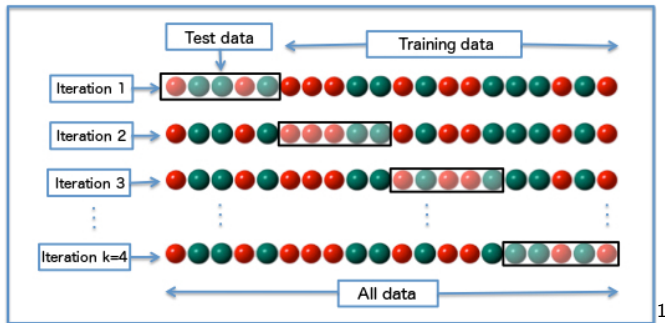 Test data
Training data
Iteration 1
Iteration 2
Iteration 3
Iteration k=4
All data
1